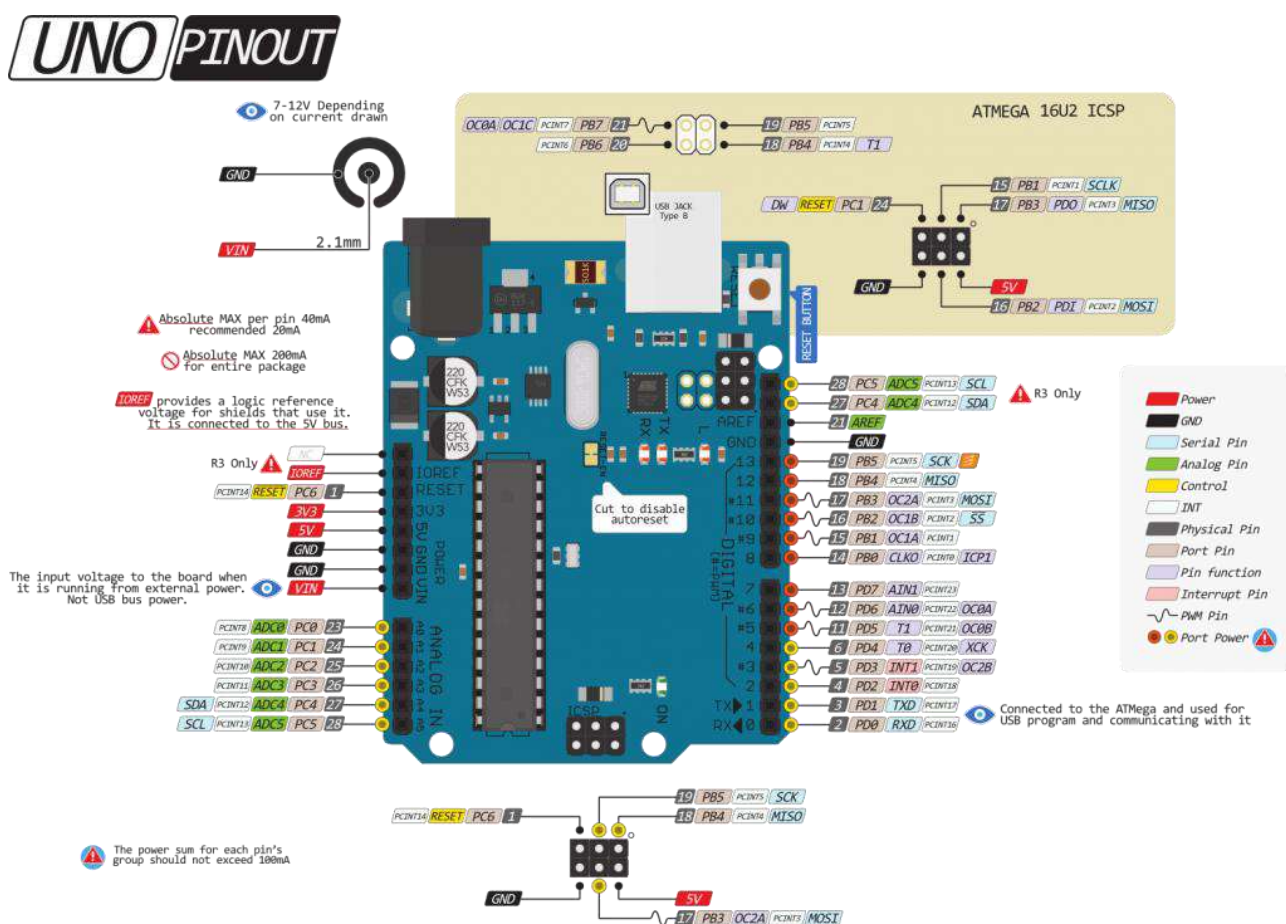 UNO PINOUT
7-12V Depending
on current drawn
GND
VIN
2.1mm
ATMEGA 16U2 ICSP
OC0A OC1C PCINT7 PB7 21
PCINT6 PB6 20
19 PB5 PCINT5
18 PB4 PCINT4 T1
15 PB1 PCINT1 SCLK
17 PB3 PDO PCINT3 MISO
DW RESET PC1 24
GND
5V
16 PB2 PDI PCINT2 MOSI
USB JACK
Type B
RESET BUTTON
Absolute MAX per pin 40mA
recommended 20mA
Absolute MAX 200mA
for entire package
IOREF provides a logic reference
voltage for shields that use it.
It is connected to the 5V bus.
NC
R3 Only
IOREF
PCINT14 RESET PC6 1
3V3
5V
GND
GND
VIN
The input voltage to the board when
it is running from external power.
Not USB bus power.
PCINT8 ADC0 PC0 23
PCINT9 ADC1 PC1 24
PCINT10 ADC2 PC2 25
PCINT11 ADC3 PC3 26
SDA PCINT12 ADC4 PC4 27
SCL PCINT13 ADC5 PC5 28
501K
220
CFK
W53
220
CFK
W53
RX
TX
L
RESET-EN
Cut to disable
autoreset
IOREF
RESET
3V3
5V
GND
GND
VIN
POWER
A0
A1
A2
A3
A4
A5
ANALOG IN
ICSP
ON
AREF
GND
13
12
#11
#10
#9
8
7
#6
#5
4
#3
2
TX 1
RX 0
DIGITAL
(#=PWM)
28 PC5 ADC5 PCINT13 SCL
27 PC4 ADC4 PCINT12 SDA
R3 Only
21 AREF
GND
19 PB5 PCINT5 SCK
18 PB4 PCINT4 MISO
17 PB3 OC2A PCINT3 MOSI
16 PB2 OC1B PCINT2 SS
15 PB1 OC1A PCINT1
14 PB0 CLKO PCINT0 ICP1
13 PD7 AIN1 PCINT23
12 PD6 AIN0 PCINT22 OC0A
11 PD5 T1 PCINT21 OC0B
6 PD4 T0 PCINT20 XCK
5 PD3 INT1 PCINT19 OC2B
4 PD2 INT0 PCINT18
3 PD1 TXD PCINT17
2 PD0 RXD PCINT16
Connected to the ATMega and used for
USB program and communicating with it
Power
GND
Serial Pin
Analog Pin
Control
INT
Physical Pin
Port Pin
Pin function
Interrupt Pin
PWM Pin
Port Power
19 PB5 PCINT5 SCK
18 PB4 PCINT4 MISO
PCINT14 RESET PC6 1
The power sum for each pin's
group should not exceed 100mA
GND
5V
17 PB3 OC2A PCINT3 MOSI